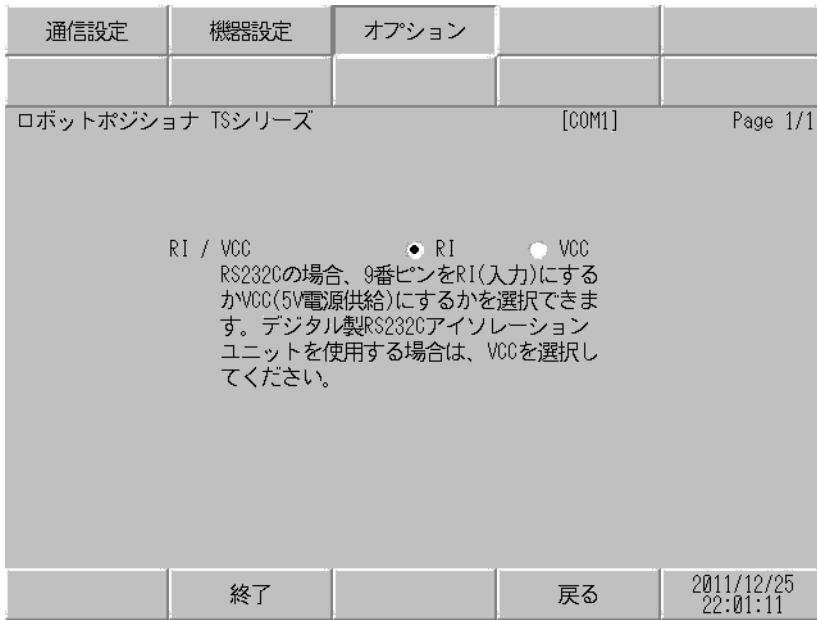 通信設定 機器設定 オプション
ロボットポジショナ TSシリーズ [COM1] Page 1/1
RI / VCC RI VCC
RS232Cの場合、9番ピンをRI(入力)にする
かVCC(5V電源供給)にするかを選択できま
す。デジタル製RS232Cアイソレーション
ユニットを使用する場合は、VCCを選択し
てください。
終了 戻る 2011/12/25
22:01:11